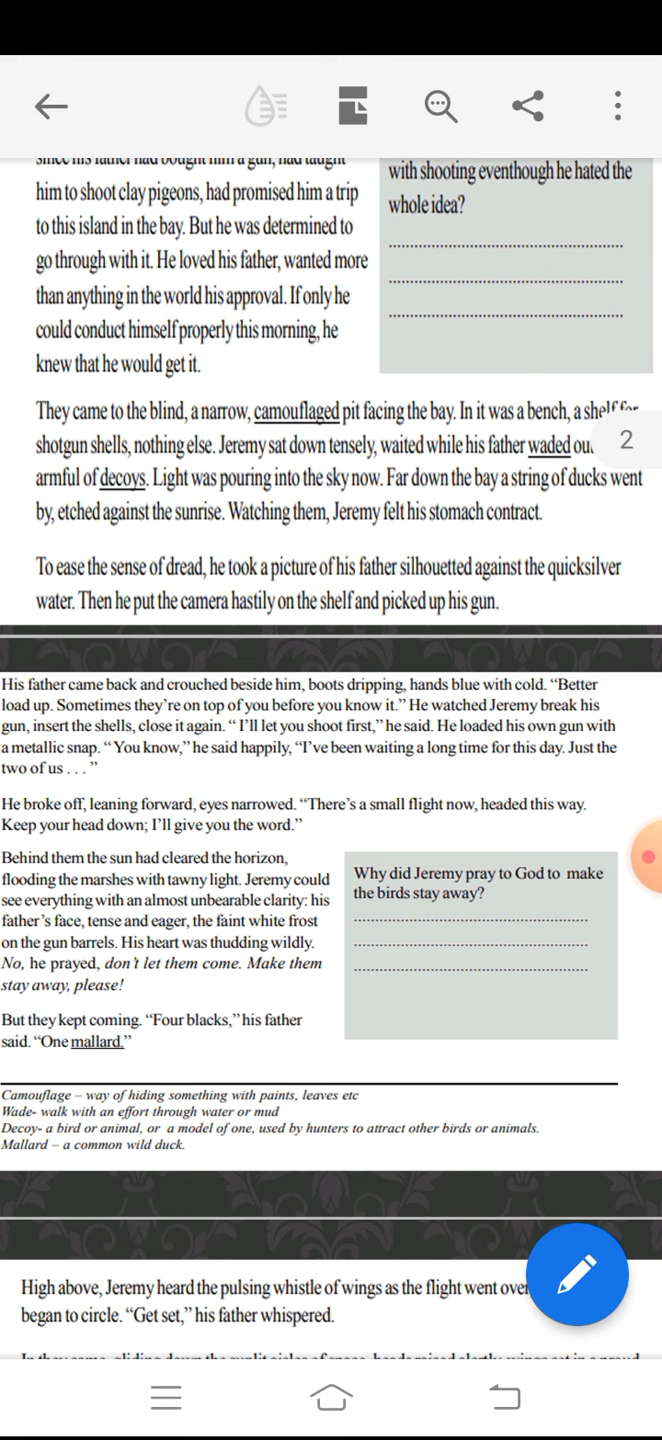 since his father had bought him a gun, had taught
him to shoot clay pigeons, had promised him a trip
to this island in the bay. But he was determined to
go through with it. He loved his father, wanted more
than anything in the world his approval. If only he
could conduct himself properly this morning, he
knew that he would get it.
with shooting eventhough he hated the
whole idea?
They came to the blind, a narrow, camouflaged pit facing the bay. In it was a bench, a shelf for
shotgun shells, nothing else. Jeremy sat down tensely, waited while his father waded
2
armful of decoys. Light was pouring into the sky now. Far down the bay a string of ducks went
by, etched against the sunrise. Watching them, Jeremy felt his stomach contract.
To ease the sense of dread, he took a picture of his father silhouetted against the quicksilver
water. Then he put the camera hastily on the shelf and picked up his gun.
His father came back and crouched beside him, boots dripping, hands blue with cold. “Better
load up. Sometimes they’re on top of you before you know it.” He watched Jeremy break his
gun, insert the shells, close it again. “ I’ll let you shoot first,” he said. He loaded his own gun with
a metallic snap. “You know,” he said happily, “I’ve been waiting a long time for this day. Just the
two of us . . . ”
He broke off, leaning forward, eyes narrowed. “There’s a small flight now, headed this way.
Keep your head down; I’ll give you the word.”
Behind them the sun had cleared the horizon,
flooding the marshes with tawny light. Jeremy could
see everything with an almost unbearable clarity: his
father’s face, tense and eager, the faint white frost
on the gun barrels. His heart was thudding wildly.
No, he prayed, don’t let them come. Make them
stay away, please!
Why did Jeremy pray to God to make
the birds stay away?
But they kept coming. “Four blacks,” his father
said. “One mallard.”
Camouflage – way of hiding something with paints, leaves etc
Wade- walk with an effort through water or mud
Decoy- a bird or animal, or a model of one, used by hunters to attract other birds or animals.
Mallard – a common wild duck.
High above, Jeremy heard the pulsing whistle of wings as the flight went
began to circle. “Get set,” his father whispered.